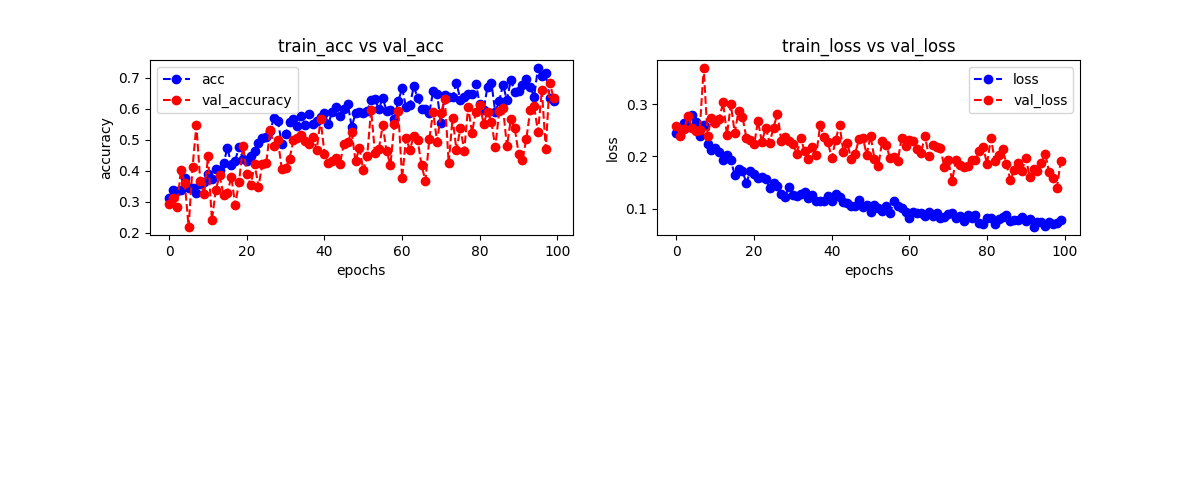 train_acc vs val_acc
acc
val_accuracy
accuracy
0.7
0.6
0.5
0.4
0.3
0.2
0
20
40
60
80
100
epochs
train_loss vs val_loss
loss
val_loss
loss
0.3
0.2
0.1
0
20
40
60
80
100
epochs